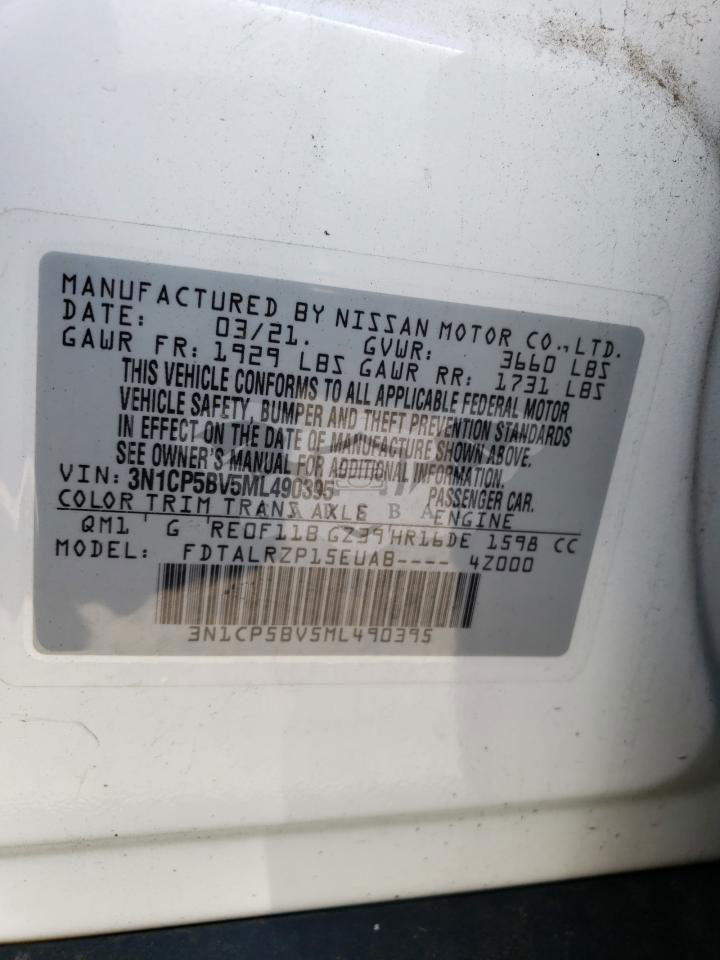 MANUFACTURED BY NISSAN MOTOR CO.,LTD.
DATE: 03/21. GVWR: 3660 LBS
GAWR FR: 1929 LBS GAWR RR: 1731 LBS
THIS VEHICLE CONFORMS TO ALL APPLICABLE FEDERAL MOTOR
VEHICLE SAFETY, BUMPER AND THEFT PREVENTION STANDARDS
IN EFFECT ON THE DATE OF MANUFACTURE SHOWN ABOVE.
SEE OWNER'S MANUAL FOR ADDITIONAL INFORMATION.
VIN: 3N1CP5BV5ML490395 PASSENGER CAR.
COLOR TRIM TRANS AXLE B A ENGINE
QM1 G RE0F11B GZ39 HR16DE 1598 CC
MODEL: FDTALRZP15EUAB---- 4Z000
3N1CP5BV5ML490395